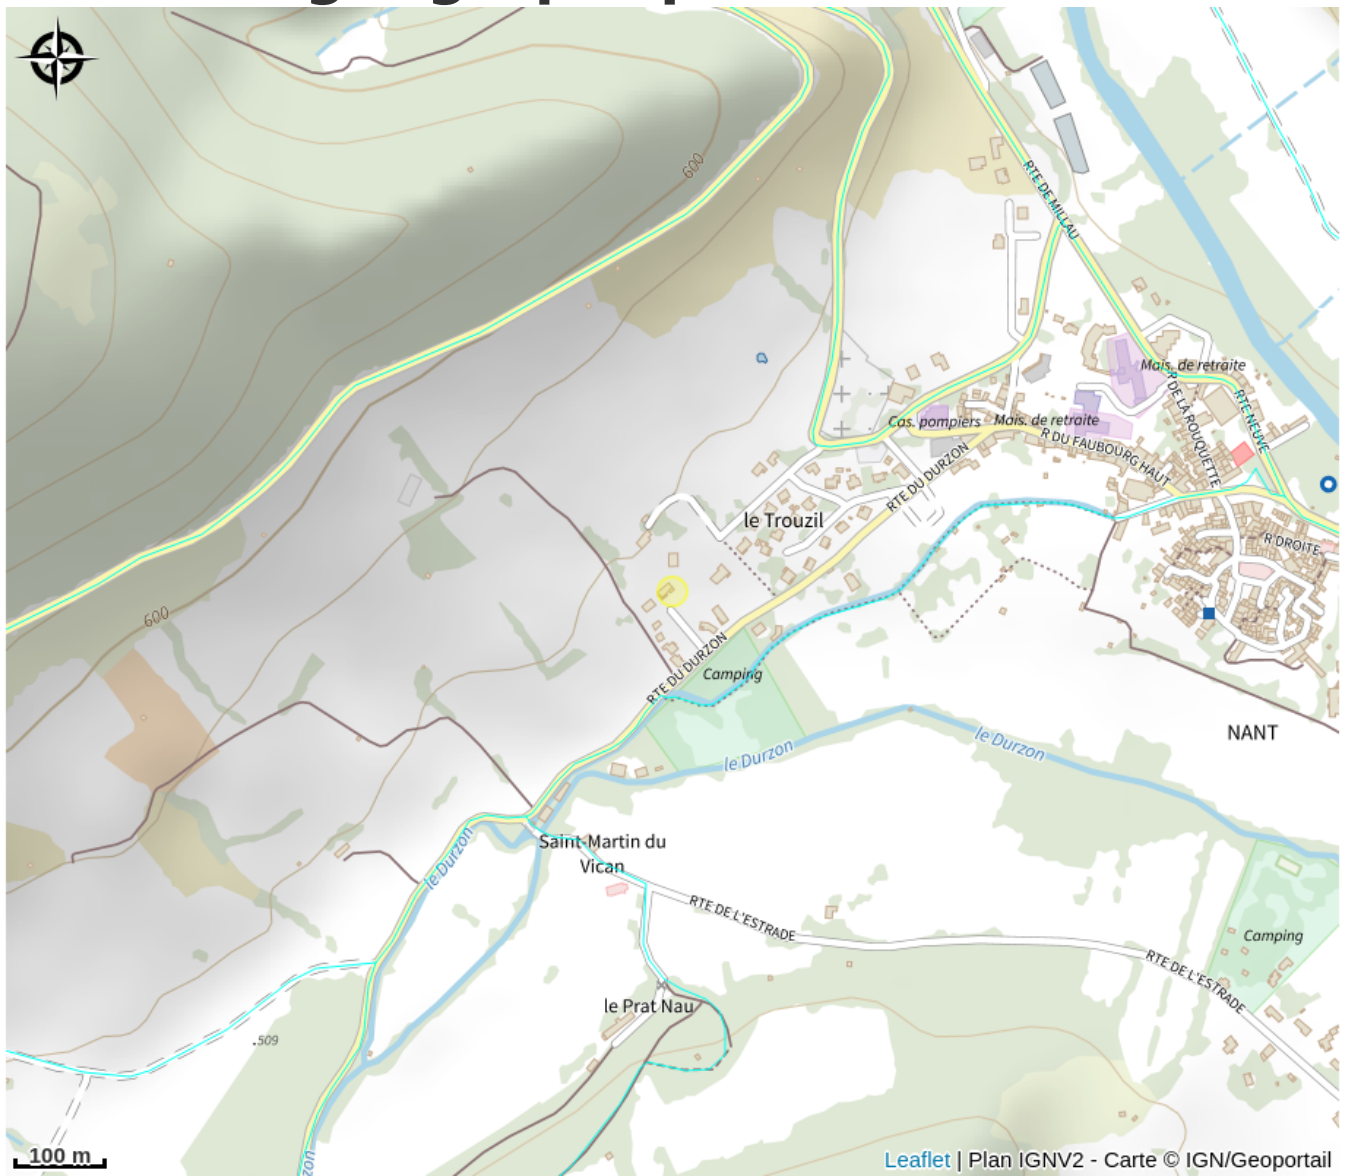 600
RTE DE MILLAU
Mais. de retraite
R DE LA ROUQUETTE
RTE NEUVE
Cas. pompiers
Mais. de retraite
R DU FAUBOURG HAUT
RTE DU DURZON
le Trouzil
R DROITE
600
RTE DU DURZON
Camping
NANT
le Durzon
le Durzon
Saint-Martin du
Vican
le Durzon
RTE DE L'ESTRADE
Camping
RTE DE L'ESTRADE
le Prat Nau
.509
100 m
Leaflet | Plan IGNV2 - Carte © IGN/Geoportail